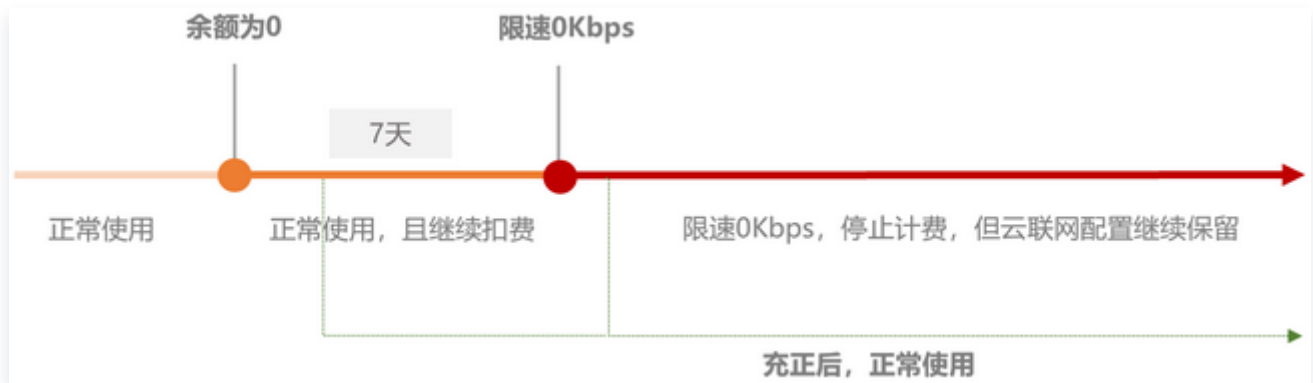 余额为0
限速0Kbps
7天
正常使用
正常使用，且继续扣费
限速0Kbps，停止计费，但云联网配置继续保留
充正后，正常使用